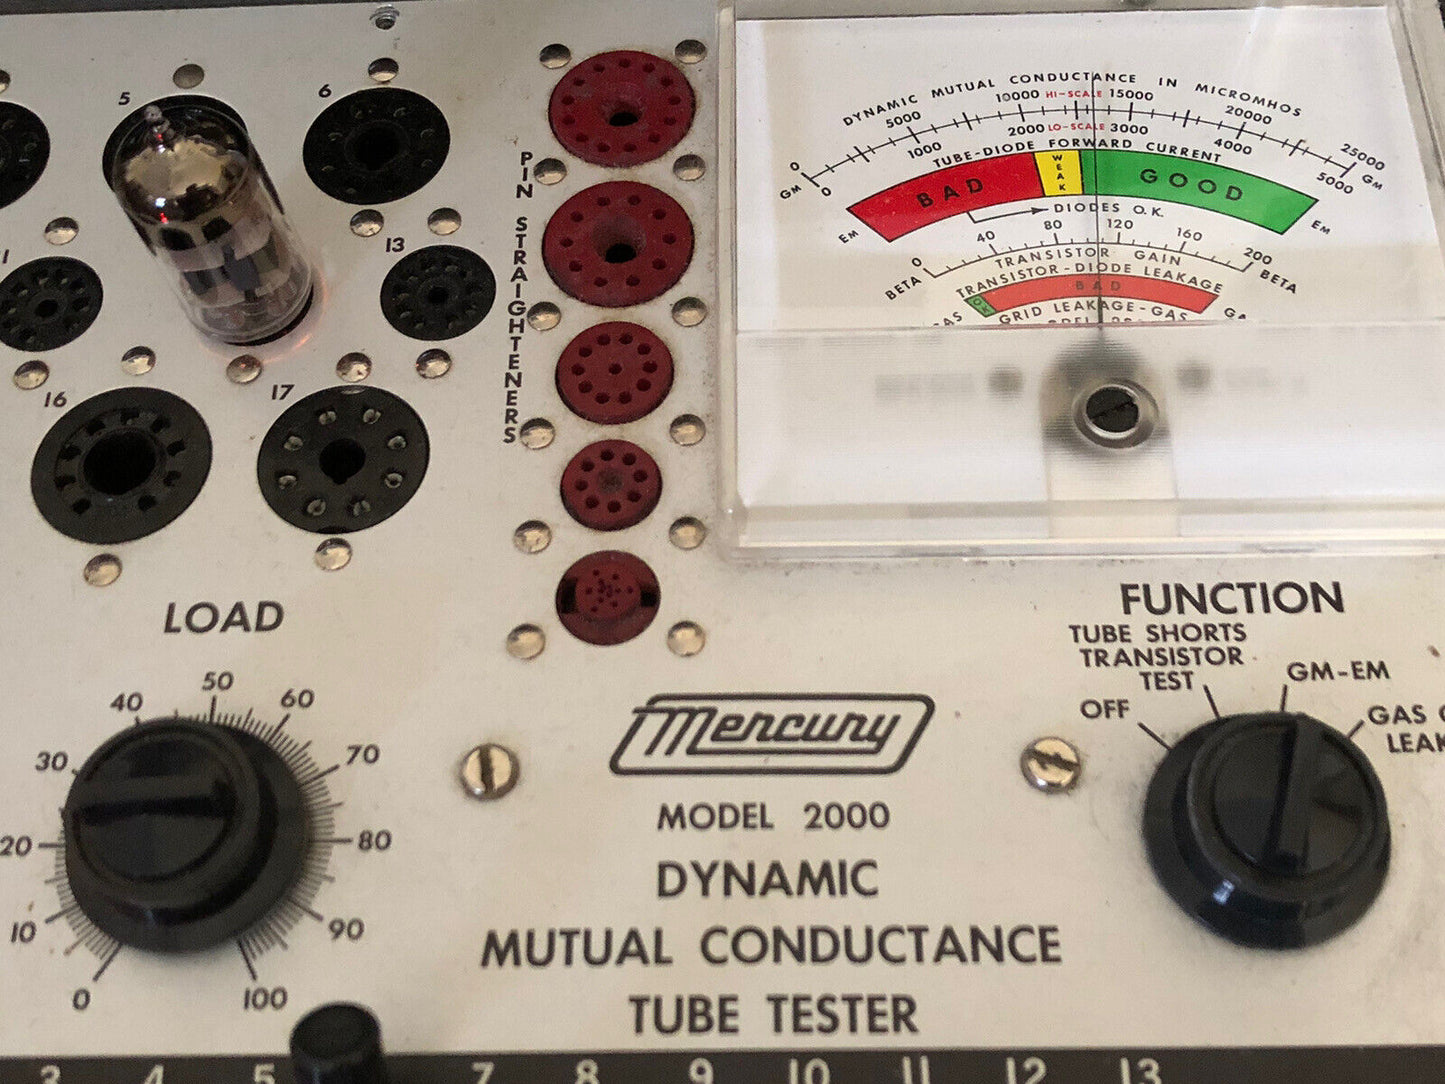 5
6
13
16
17
PIN STRAIGHTENERS
DYNAMIC MUTUAL CONDUCTANCE IN MICROMHOS
0 5000 10000 HI-SCALE 15000 20000 25000
GM 0 1000 2000 LO-SCALE 3000 4000 5000 GM
TUBE-DIODE FORWARD CURRENT
BAD WEAK GOOD
EM DIODES O.K. EM
0 40 80 120 160 200
BETA TRANSISTOR GAIN BETA
TRANSISTOR-DIODE LEAKAGE
OK BAD
GRID LEAKAGE-GAS
LOAD
0 10 20 30 40 50 60 70 80 90 100
FUNCTION
TUBE SHORTS
TRANSISTOR
TEST
OFF
GM-EM
GAS
LEAK
Mercury
MODEL 2000
DYNAMIC
MUTUAL CONDUCTANCE
TUBE TESTER
3 4 5 7 8 9 10 11 12 13